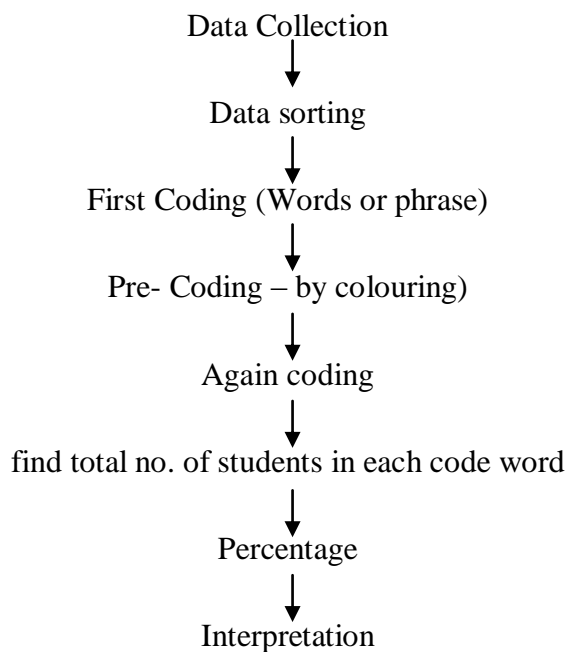 Data Collection
Data sorting
First Coding (Words or phrase)
Pre- Coding – by colouring)
Again coding
find total no. of students in each code word
Percentage
Interpretation